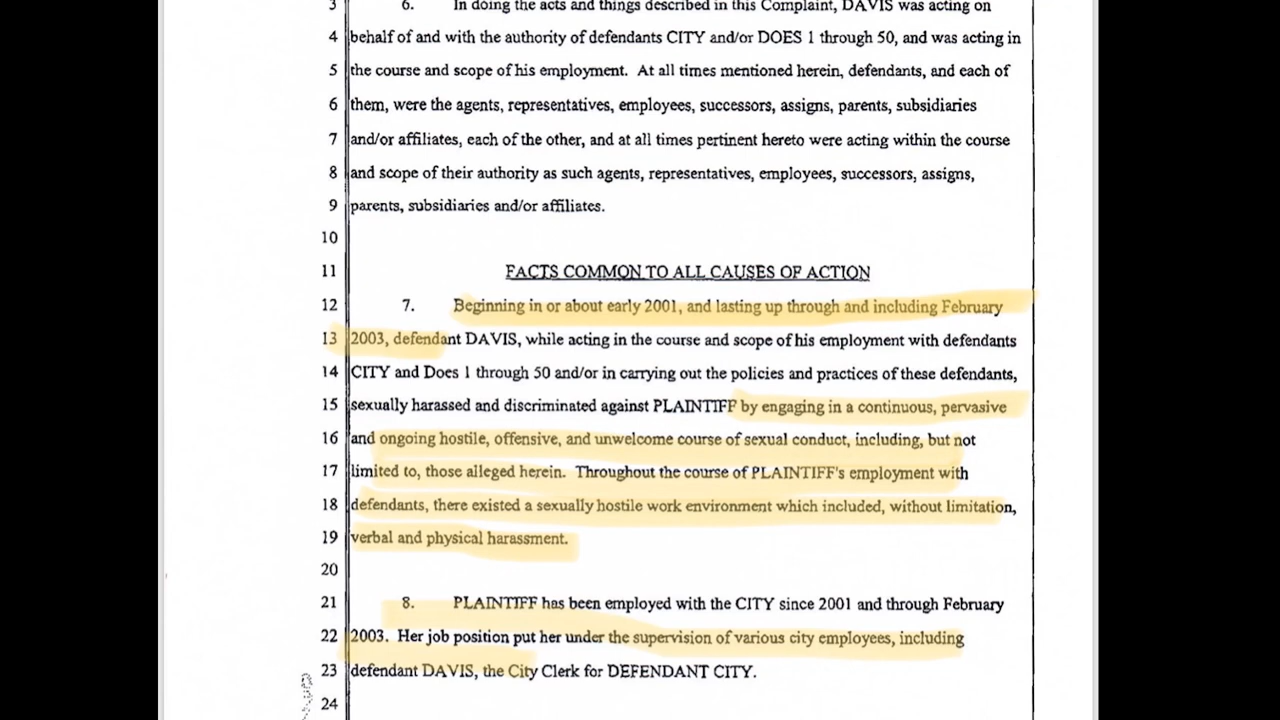 3 6. In doing the acts and things described in this Complaint, DAVIS was acting on
4 behalf of and with the authority of defendants CITY and/or DOES 1 through 50, and was acting in
5 the course and scope of his employment. At all times mentioned herein, defendants, and each of
6 them, were the agents, representatives, employees, successors, assigns, parents, subsidiaries
7 and/or affiliates, each of the other, and at all times pertinent hereto were acting within the course
8 and scope of their authority as such agents, representatives, employees, successors, assigns,
9 parents, subsidiaries and/or affiliates.
10
11 FACTS COMMON TO ALL CAUSES OF ACTION
12 7. Beginning in or about early 2001, and lasting up through and including February
13 2003, defendant DAVIS, while acting in the course and scope of his employment with defendants
14 CITY and Does 1 through 50 and/or in carrying out the policies and practices of these defendants,
15 sexually harassed and discriminated against PLAINTIFF by engaging in a continuous, pervasive
16 and ongoing hostile, offensive, and unwelcome course of sexual conduct, including, but not
17 limited to, those alleged herein. Throughout the course of PLAINTIFF's employment with
18 defendants, there existed a sexually hostile work environment which included, without limitation,
19 verbal and physical harassment.
20
21 8. PLAINTIFF has been employed with the CITY since 2001 and through February
22 2003. Her job position put her under the supervision of various city employees, including
23 defendant DAVIS, the City Clerk for DEFENDANT CITY.
24